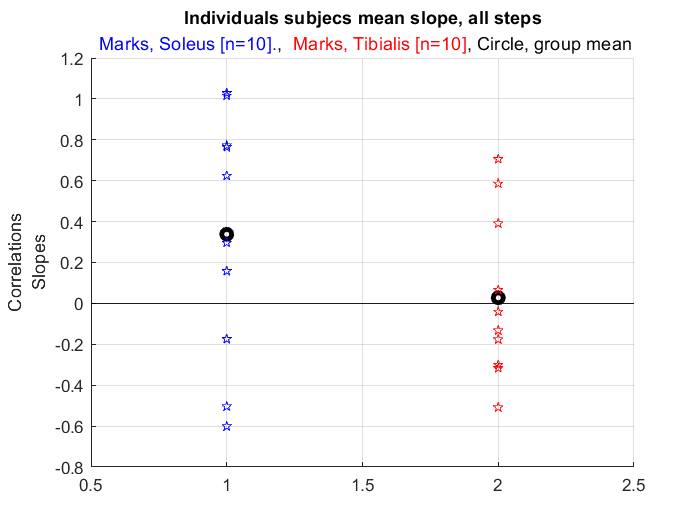 Individuals subjecs mean slope, all steps
Marks, Soleus [n=10]., Marks, Tibialis [n=10], Circle, group mean
1.2
1
0.8
0.6
0.4
0.2
0
-0.2
-0.4
-0.6
-0.8
Correlations
Slopes
0.5 1 1.5 2 2.5